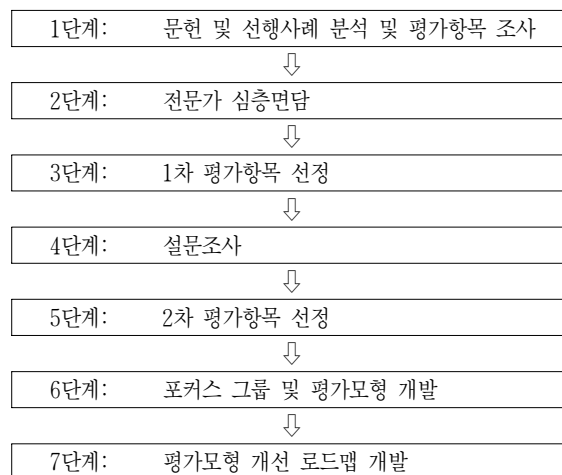 1단계: 문헌 및 선행사례 분석 및 평가항목 조사
2단계: 전문가 심층면담
3단계: 1차 평가항목 선정
4단계: 설문조사
5단계: 2차 평가항목 선정
6단계: 포커스 그룹 및 평가모형 개발
7단계: 평가모형 개선 로드맵 개발